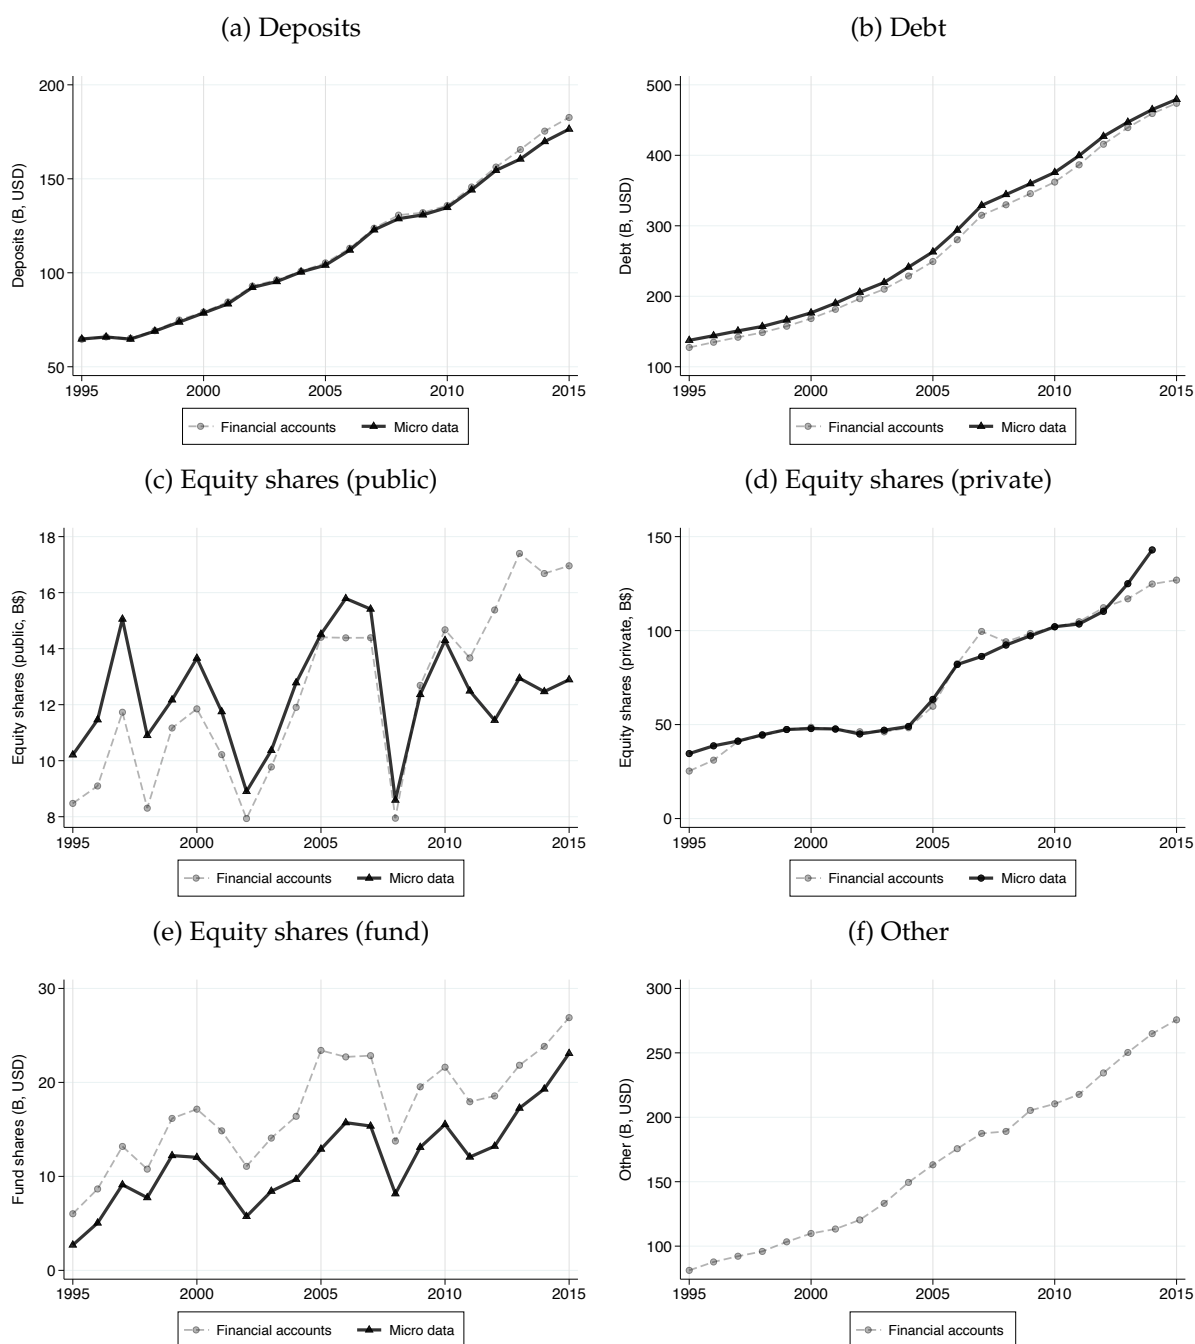 (a) Deposits
Deposits (B, USD)
200
150
100
50
1995 2000 2005 2010 2015
Financial accounts Micro data
(b) Debt
Debt (B, USD)
500
400
300
200
100
1995 2000 2005 2010 2015
Financial accounts Micro data
(c) Equity shares (public)
Equity shares (public, B$)
18
16
14
12
10
8
1995 2000 2005 2010 2015
Financial accounts Micro data
(d) Equity shares (private)
Equity shares (private, B$)
150
100
50
0
1995 2000 2005 2010 2015
Financial accounts Micro data
(e) Equity shares (fund)
Fund shares (B, USD)
30
20
10
0
1995 2000 2005 2010 2015
Financial accounts Micro data
(f) Other
Other (B, USD)
300
250
200
150
100
1995 2000 2005 2010 2015
Financial accounts